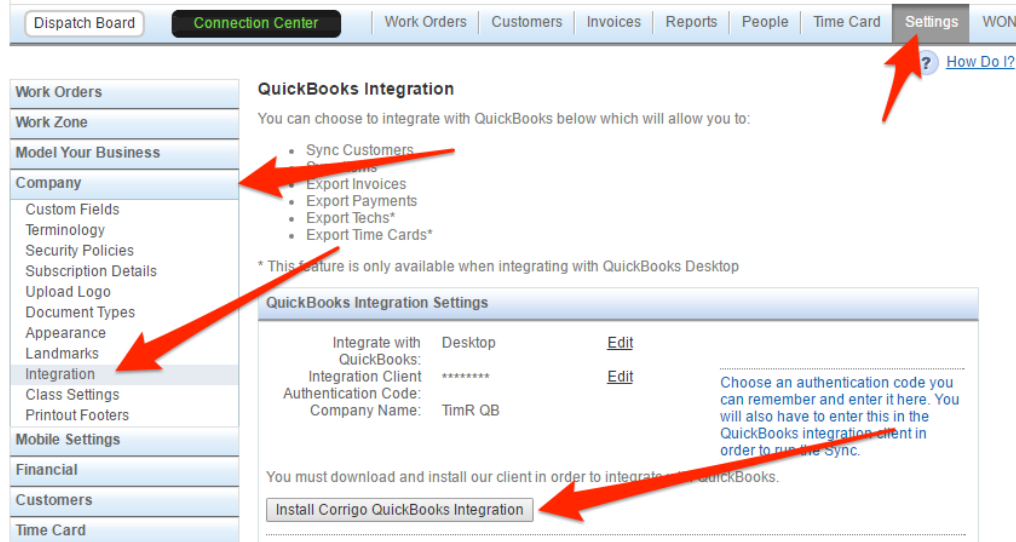 Dispatch Board
Connection Center
Work Orders
Customers
Invoices
Reports
People
Time Card
Settings
WON
? How Do I?
Work Orders
Work Zone
Model Your Business
Company
Custom Fields
Terminology
Security Policies
Subscription Details
Upload Logo
Document Types
Appearance
Landmarks
Integration
Class Settings
Printout Footers
Mobile Settings
Financial
Customers
Time Card
QuickBooks Integration
You can choose to integrate with QuickBooks below which will allow you to:
Sync Customers
Export Invoices
Export Payments
Export Techs*
Export Time Cards*
* This feature is only available when integrating with QuickBooks Desktop
QuickBooks Integration Settings
Integrate with
QuickBooks:
Desktop
Edit
Integration Client
Authentication Code:
********
Edit
Company Name:
TimR QB
Choose an authentication code you
can remember and enter it here. You
will also have to enter this in the
QuickBooks integration client in
order to run the Sync.
You must download and install our client in order to integrate with QuickBooks.
Install Corrigo QuickBooks Integration